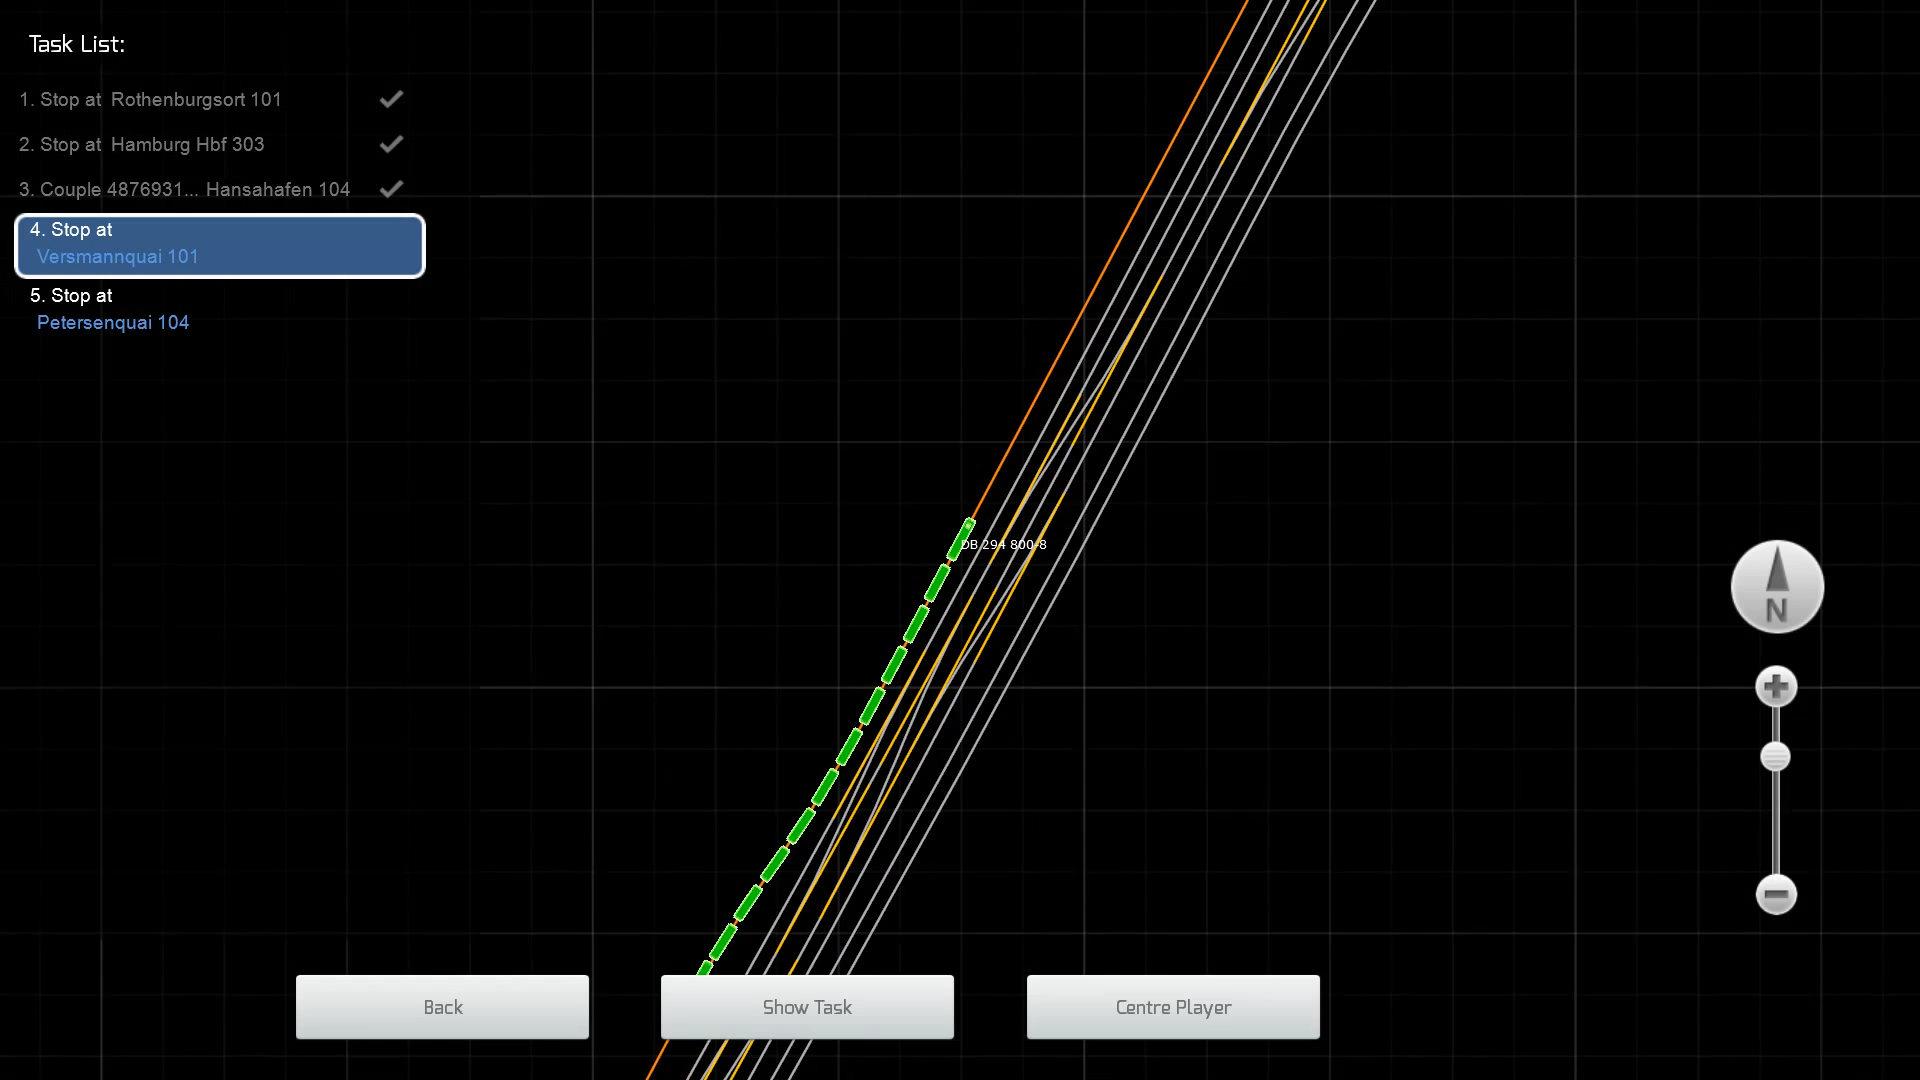 Task List:
1. Stop at Rothenburgsort 101
2. Stop at Hamburg Hbf 303
3. Couple 4876931... Hansahafen 104
4. Stop at
Versmannquai 101
5. Stop at
Petersenquai 104
DB 294 800-8
N
Back
Show Task
Centre Player